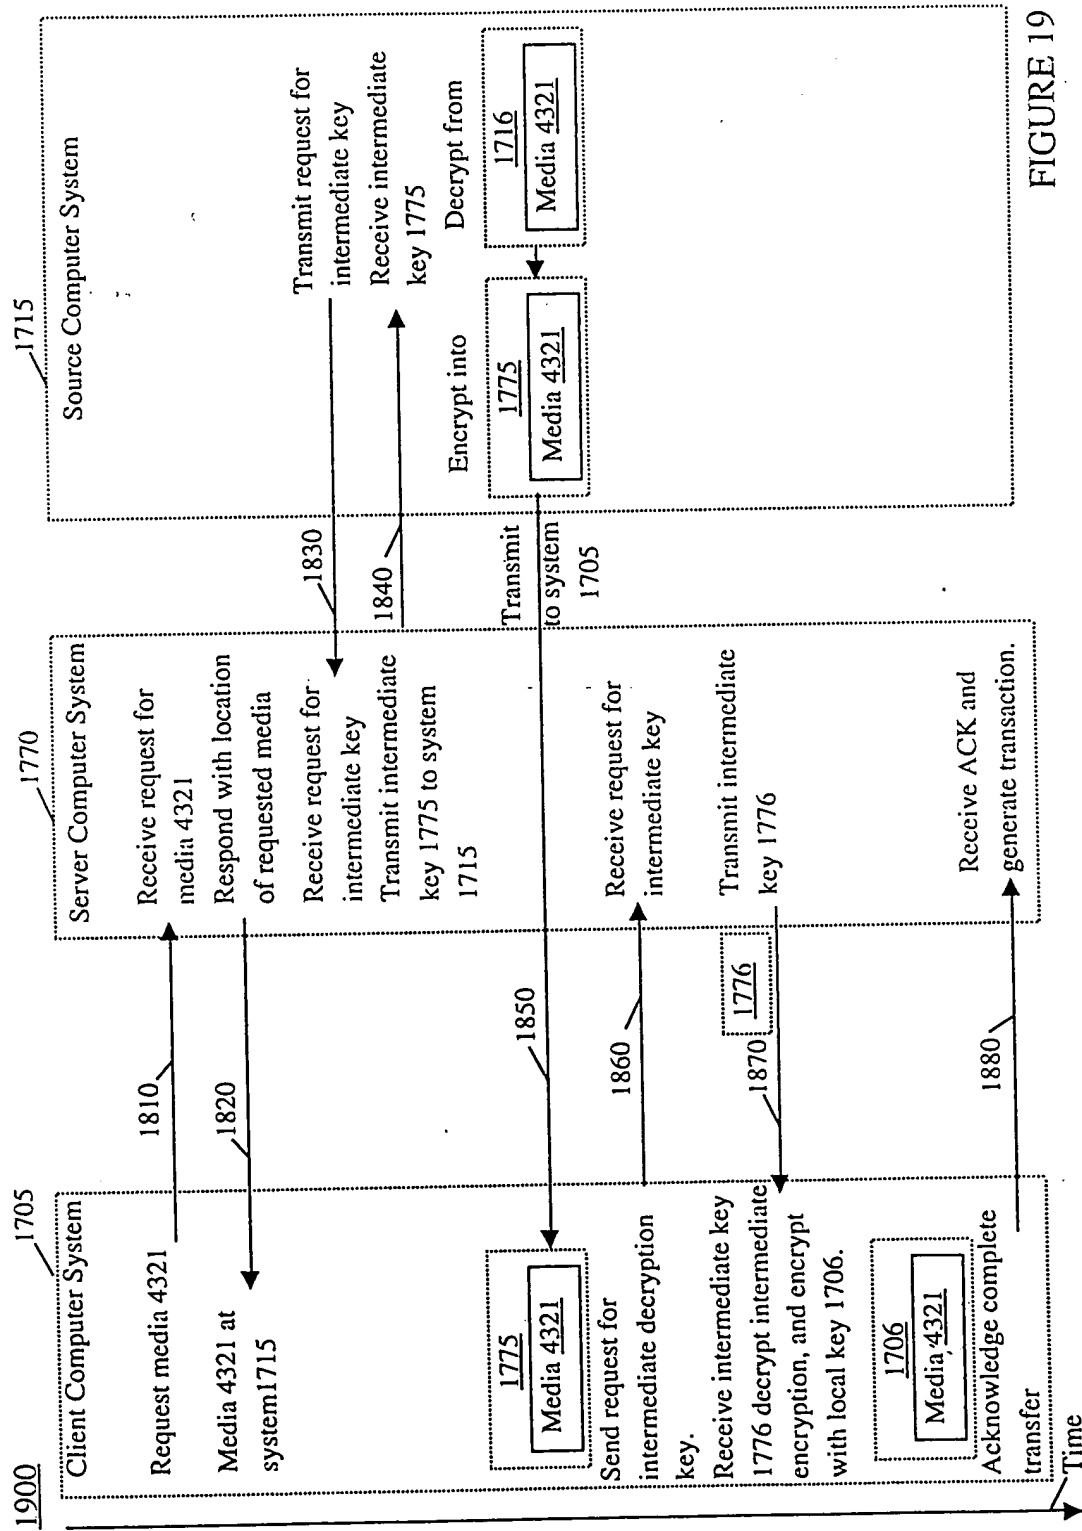 1900
Client Computer System
1705
Request media 4321
Media 4321 at
system1715
1775
Media 4321
Send request for
intermediate decryption
key.
Receive intermediate key
1776 decrypt intermediate
encryption, and encrypt
with local key 1706.
1706
Media 4321
Acknowledge complete
transfer
Time
1810
1820
1850
1860
1776
1870
1880
1770
Server Computer System
Receive request for
media 4321
Respond with location
of requested media
Receive request for
intermediate key
Transmit intermediate
key 1775 to system
1715
Receive request for
intermediate key
Transmit intermediate
key 1776
Receive ACK and
generate transaction.
1830
1840
Transmit
to system
1705
1715
Source Computer System
Transmit request for
intermediate key
Receive intermediate
key 1775
Encrypt into
1775
Media 4321
Decrypt from
1716
Media 4321
FIGURE 19